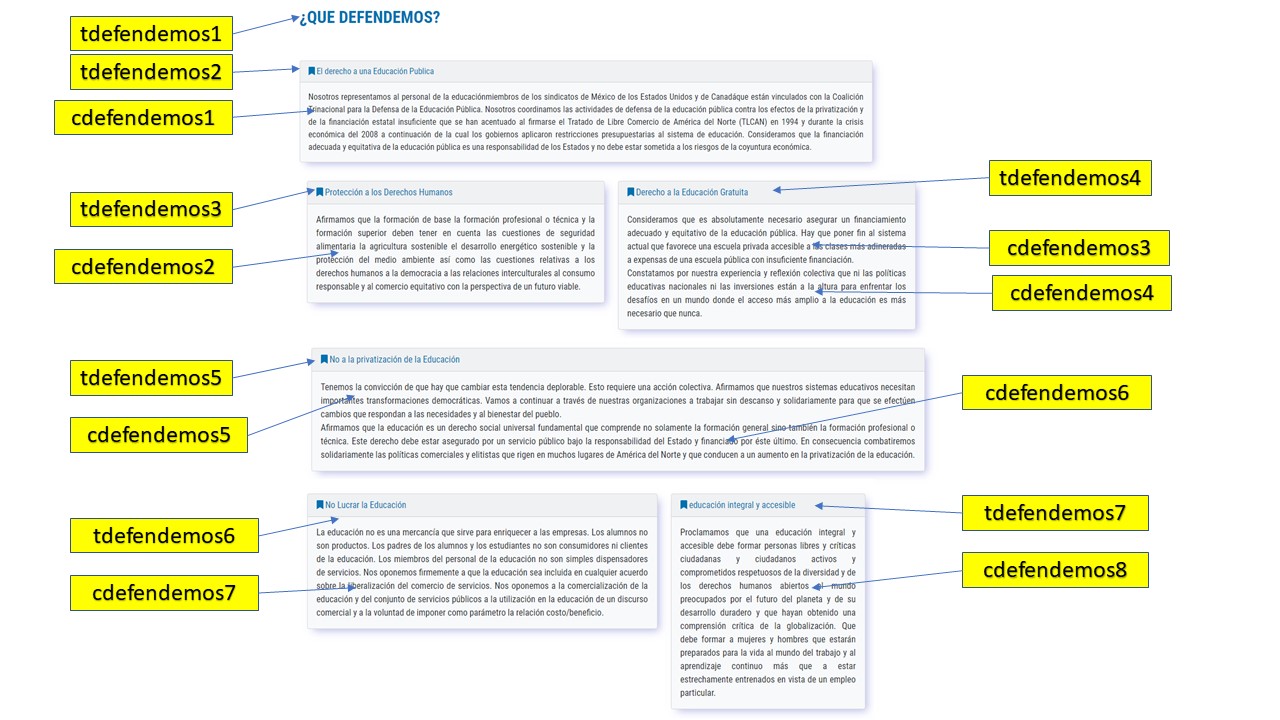 ¿QUE DEFENDEMOS?
tdefendemos1
tdefendemos2
El derecho a una Educación Publica
cdefendemos1
Nosotros representamos al personal de la educaciónmiembros de los sindicatos de México de los Estados Unidos y de Canadáque están vinculados con la Coalición
Trinacional para la Defensa de la Educación Pública. Nosotros coordinamos las actividades de defensa de la educación pública contra los efectos de la privatización y
de la financiación estatal insuficiente que se han acentuado al firmarse el Tratado de Libre Comercio de América del Norte (TLCAN) en 1994 y durante la crisis
económica del 2008 a continuación de la cual los gobiernos aplicaron restricciones presupuestarias al sistema de educación. Consideramos que la financiación
adecuada y equitativa de la educación pública es una responsabilidad de los Estados y no debe estar sometida a los riesgos de la coyuntura económica.
tdefendemos3
Protección a los Derechos Humanos
cdefendemos2
Afirmamos que la formación de base la formación profesional o técnica y la
formación superior deben tener en cuenta las cuestiones de seguridad
alimentaria la agricultura sostenible el desarrollo energético sostenible y la
protección del medio ambiente así como las cuestiones relativas a los
derechos humanos a la democracia a las relaciones interculturales al consumo
responsable y al comercio equitativo con la perspectiva de un futuro viable.
Derecho a la Educación Gratuita
tdefendemos4
Consideramos que es absolutamente necesario asegurar un financiamiento
adecuado y equitativo de la educación pública. Hay que poner fin al sistema
actual que favorece una escuela privada accesible a las clases más adineradas
a expensas de una escuela pública con insuficiente financiación.
Constatamos por nuestra experiencia y reflexión colectiva que ni las políticas
educativas nacionales ni las inversiones están a la altura para enfrentar los
desafíos en un mundo donde el acceso más amplio a la educación es más
necesario que nunca.
cdefendemos3
cdefendemos4
tdefendemos5
No a la privatización de la Educación
cdefendemos5
Tenemos la convicción de que hay que cambiar esta tendencia deplorable. Esto requiere una acción colectiva. Afirmamos que nuestros sistemas educativos necesitan
importantes transformaciones democráticas. Vamos a continuar a través de nuestras organizaciones a trabajar sin descanso y solidariamente para que se efectúen
cambios que respondan a las necesidades y al bienestar del pueblo.
Afirmamos que la educación es un derecho social universal fundamental que comprende no solamente la formación general sino también la formación profesional o
técnica. Este derecho debe estar asegurado por un servicio público bajo la responsabilidad del Estado y financiado por éste último. En consecuencia combatiremos
solidariamente las políticas comerciales y elitistas que rigen en muchos lugares de América del Norte y que conducen a un aumento en la privatización de la educación.
cdefendemos6
tdefendemos6
No Lucrar la Educación
cdefendemos7
La educación no es una mercancía que sirve para enriquecer a las empresas. Los alumnos no
son productos. Los padres de los alumnos y los estudiantes no son consumidores ni clientes
de la educación. Los miembros del personal de la educación no son simples dispensadores
de servicios. Nos oponemos firmemente a que la educación sea incluida en cualquier acuerdo
sobre la liberalización del comercio de servicios. Nos oponemos a la comercialización de la
educación y del conjunto de servicios públicos a la utilización en la educación de un discurso
comercial y a la voluntad de imponer como parámetro la relación costo/beneficio.
educación integral y accesible
tdefendemos7
Proclamamos que una educación integral y
accesible debe formar personas libres y críticas
ciudadanas y ciudadanos activos y
comprometidos respetuosos de la diversidad y de
los derechos humanos abiertos al mundo
preocupados por el futuro del planeta y de su
desarrollo duradero y que hayan obtenido una
comprensión crítica de la globalización. Que
debe formar a mujeres y hombres que estarán
preparados para la vida al mundo del trabajo y al
aprendizaje continuo más que a estar
estrechamente entrenados en vista de un empleo
particular.
cdefendemos8